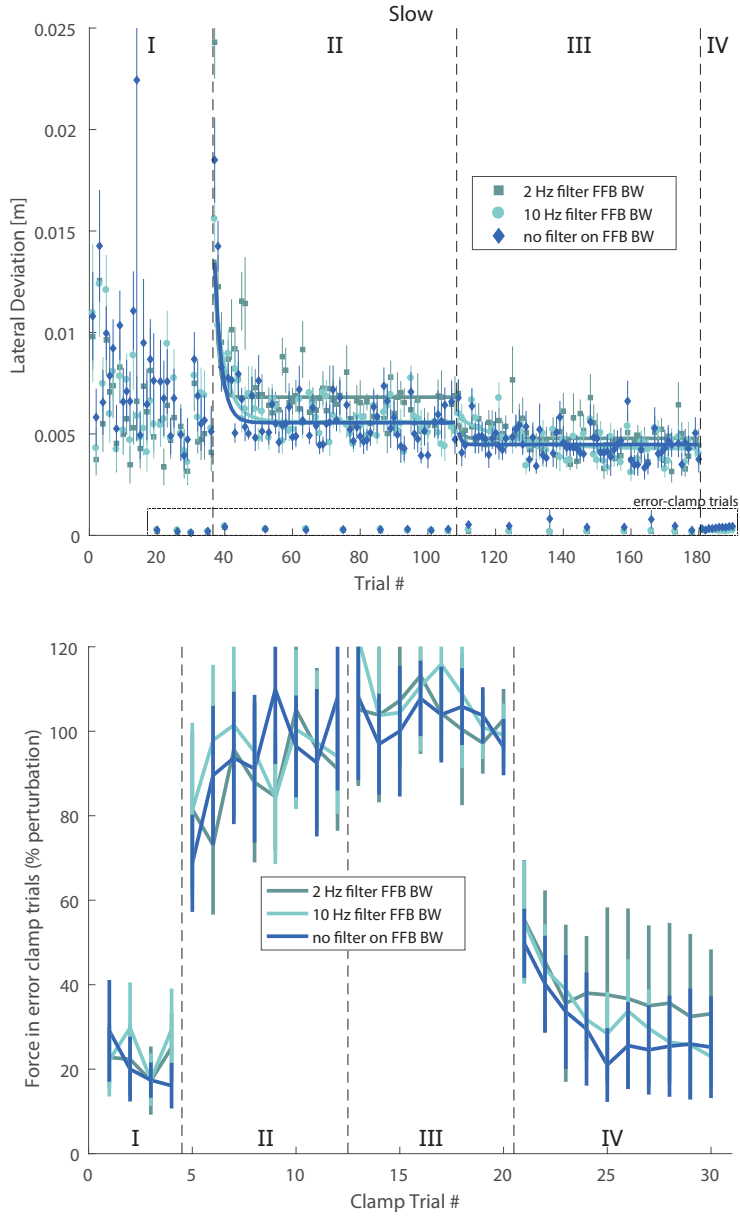 Slow
I II III IV
0.025
0.02
0.015
0.01
0.005
0
Lateral Deviation [m]
2 Hz filter FFB BW
10 Hz filter FFB BW
no filter on FFB BW
error-clamp trials
0 20 40 60 80 100 120 140 160 180
Trial #
120
100
80
60
40
20
0
Force in error clamp trials (% perturbation)
2 Hz filter FFB BW
10 Hz filter FFB BW
no filter on FFB BW
I II III IV
0 5 10 15 20 25 30
Clamp Trial #